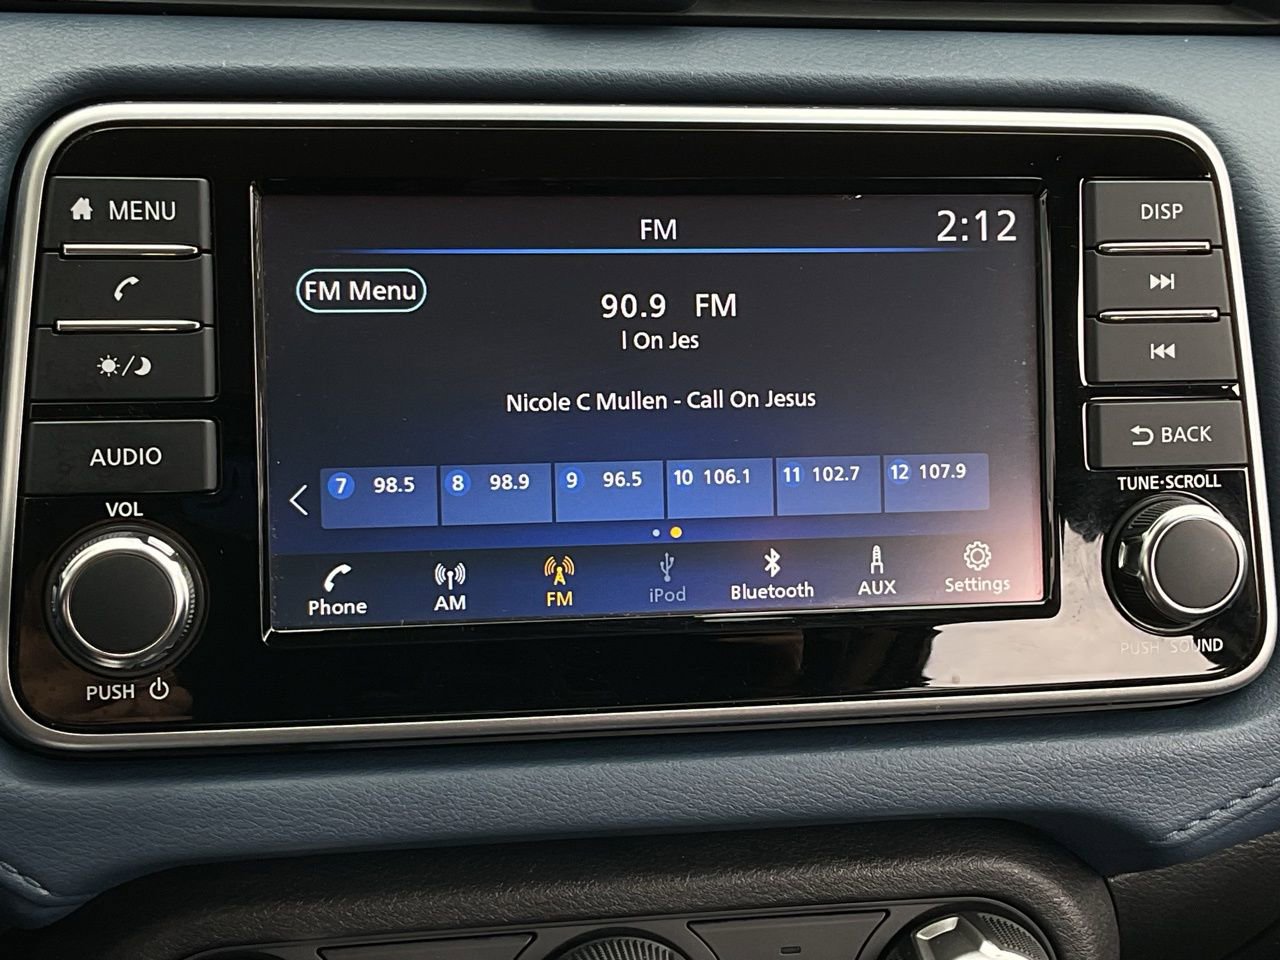 MENU
AUDIO
VOL
PUSH
FM
2:12
FM Menu
90.9 FM
l On Jes
Nicole C Mullen - Call On Jesus
7 98.5
8 98.9
9 96.5
10 106.1
11 102.7
12 107.9
Phone
AM
FM
iPod
Bluetooth
AUX
Settings
DISP
BACK
TUNE·SCROLL
PUSH SOUND